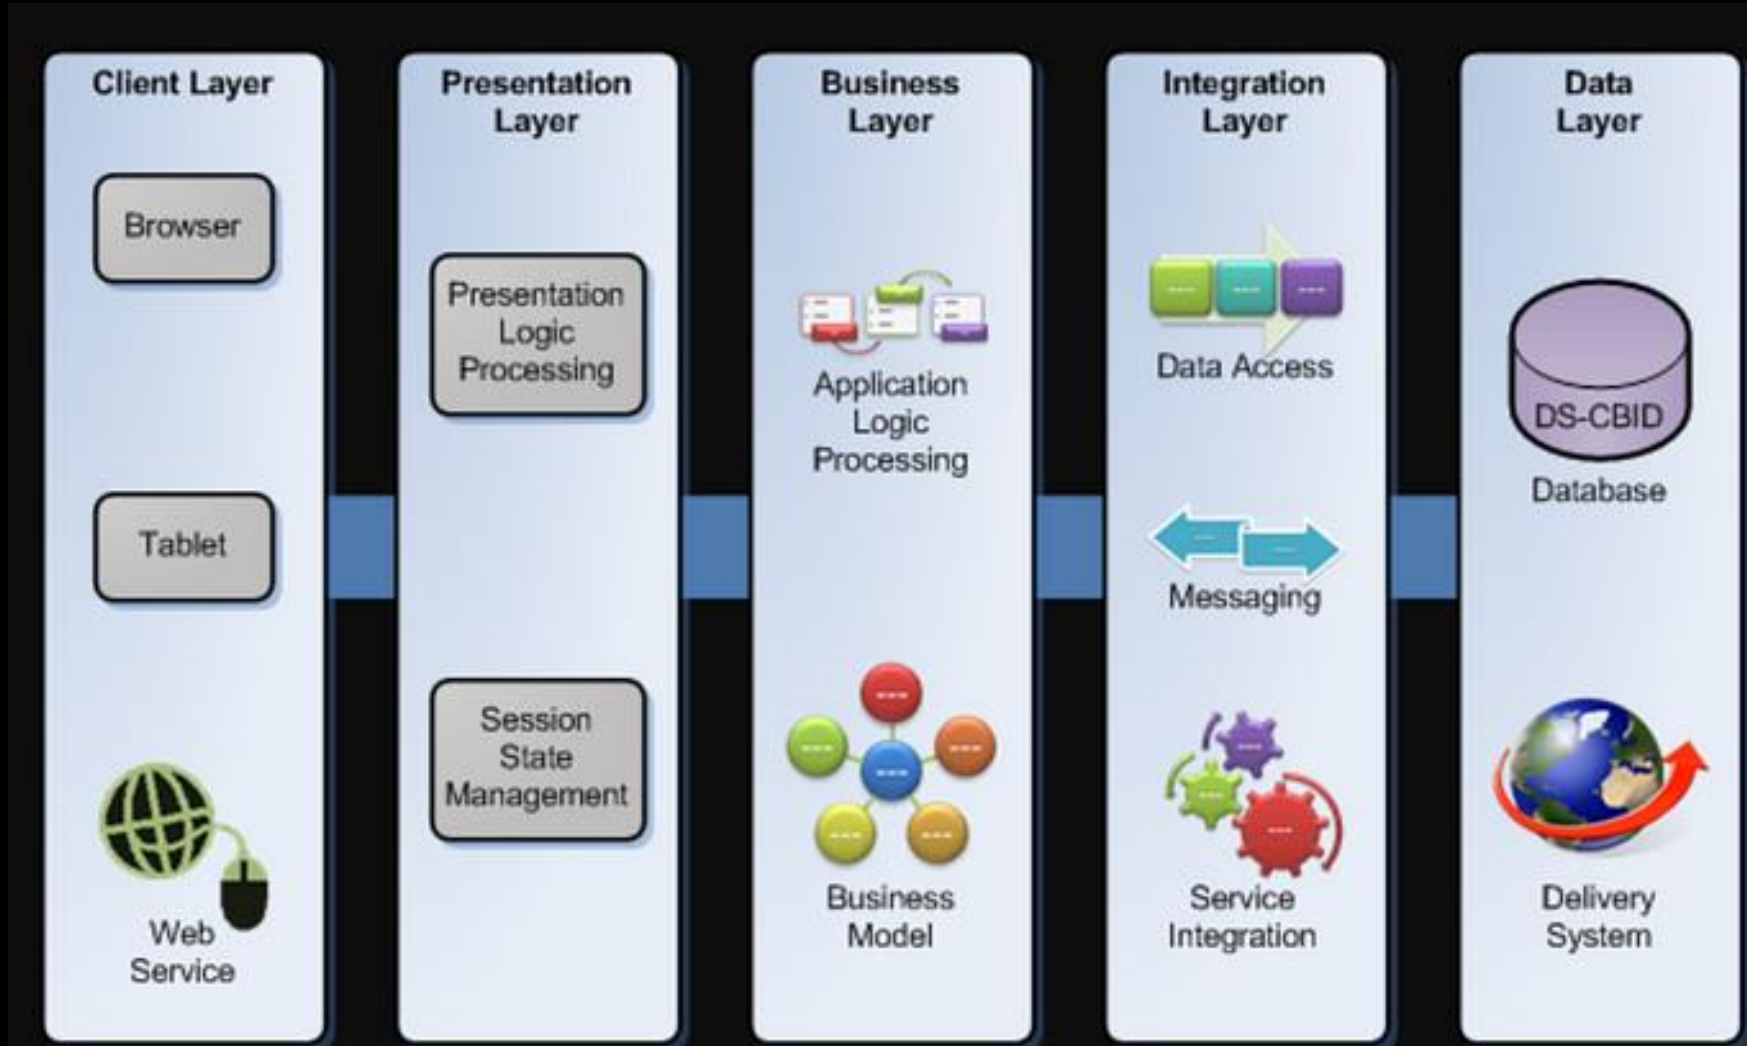 Client Layer
Browser
Tablet
Web
Service
Presentation
Layer
Presentation
Logic
Processing
Session
State
Management
Business
Layer
Application
Logic
Processing
Business
Model
Integration
Layer
Data Access
Messaging
Service
Integration
Data
Layer
DS-CBID
Database
Delivery
System